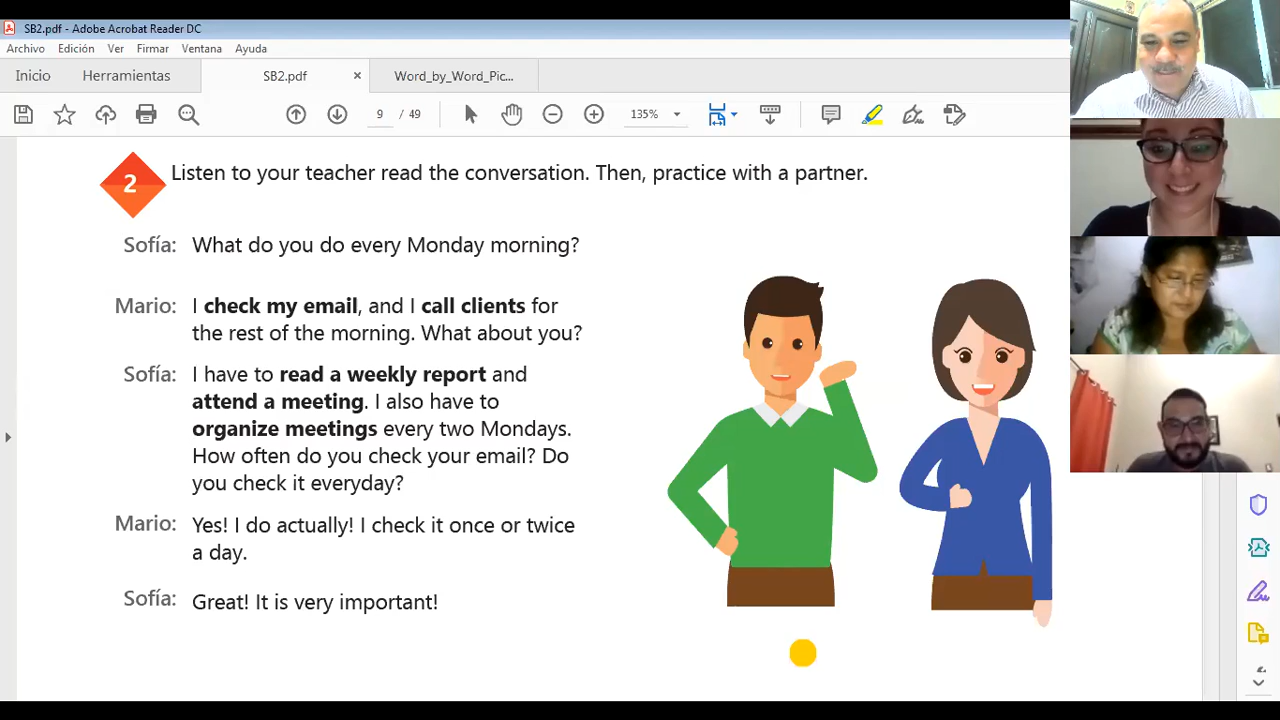 SB2.pdf - Adobe Acrobat Reader DC
Archivo Edición Ver Firmar Ventana Ayuda
Inicio Herramientas SB2.pdf × Word_by_Word_Pic...
9 / 49 135%
2 Listen to your teacher read the conversation. Then, practice with a partner.
Sofía: What do you do every Monday morning?
Mario: I check my email, and I call clients for
the rest of the morning. What about you?
Sofía: I have to read a weekly report and
attend a meeting. I also have to
organize meetings every two Mondays.
How often do you check your email? Do
you check it everyday?
Mario: Yes! I do actually! I check it once or twice
a day.
Sofía: Great! It is very important!